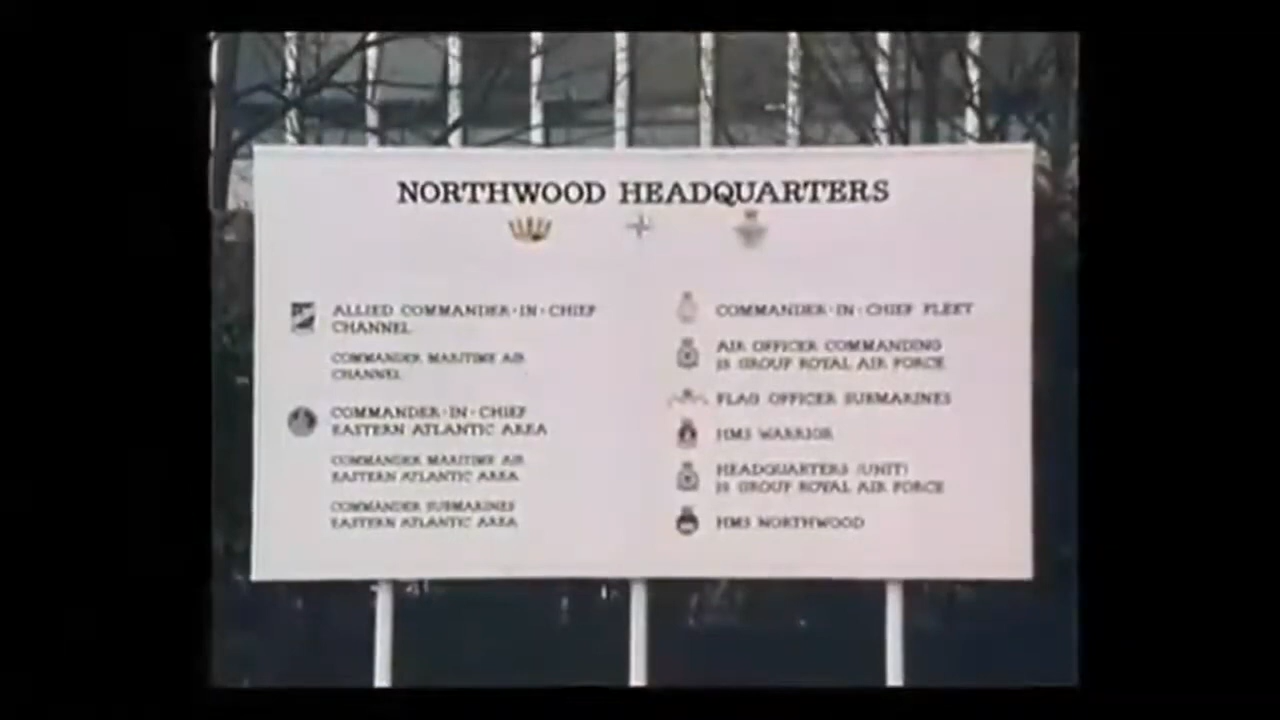 NORTHWOOD HEADQUARTERS
ALLIED COMMANDER-IN-CHIEF
CHANNEL
COMMANDER MARITIME AIR
CHANNEL
COMMANDER-IN-CHIEF
EASTERN ATLANTIC AREA
COMMANDER MARITIME AIR
EASTERN ATLANTIC AREA
COMMANDER SUBMARINES
EASTERN ATLANTIC AREA
COMMANDER-IN-CHIEF FLEET
AIR OFFICER COMMANDING
18 GROUP ROYAL AIR FORCE
FLAG OFFICER SUBMARINES
HMS WARRIOR
HEADQUARTERS (UNIT)
18 GROUP ROYAL AIR FORCE
HMS NORTHWOOD